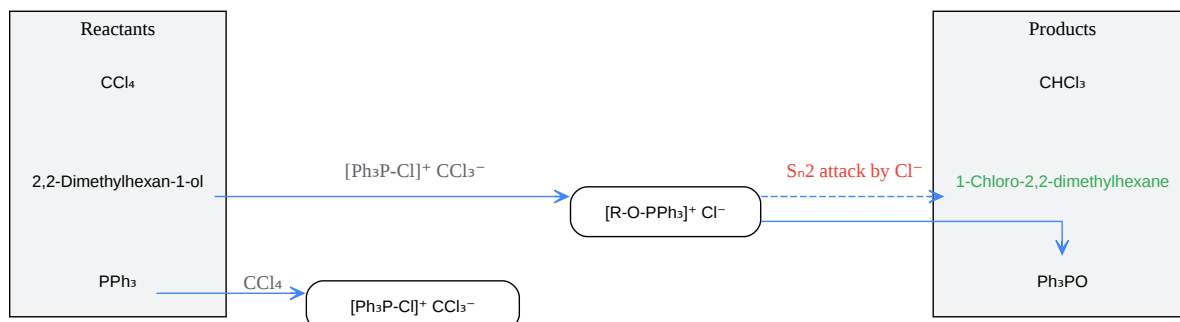 Reactants
Products
CCl₄
CHCl₃
[Ph₃P-Cl]⁺ CCl₃⁻
Sₙ2 attack by Cl⁻
2,2-Dimethylhexan-1-ol
1-Chloro-2,2-dimethylhexane
[R-O-PPh₃]⁺ Cl⁻
PPh₃
CCl₄
Ph₃PO
[Ph₃P-Cl]⁺ CCl₃⁻